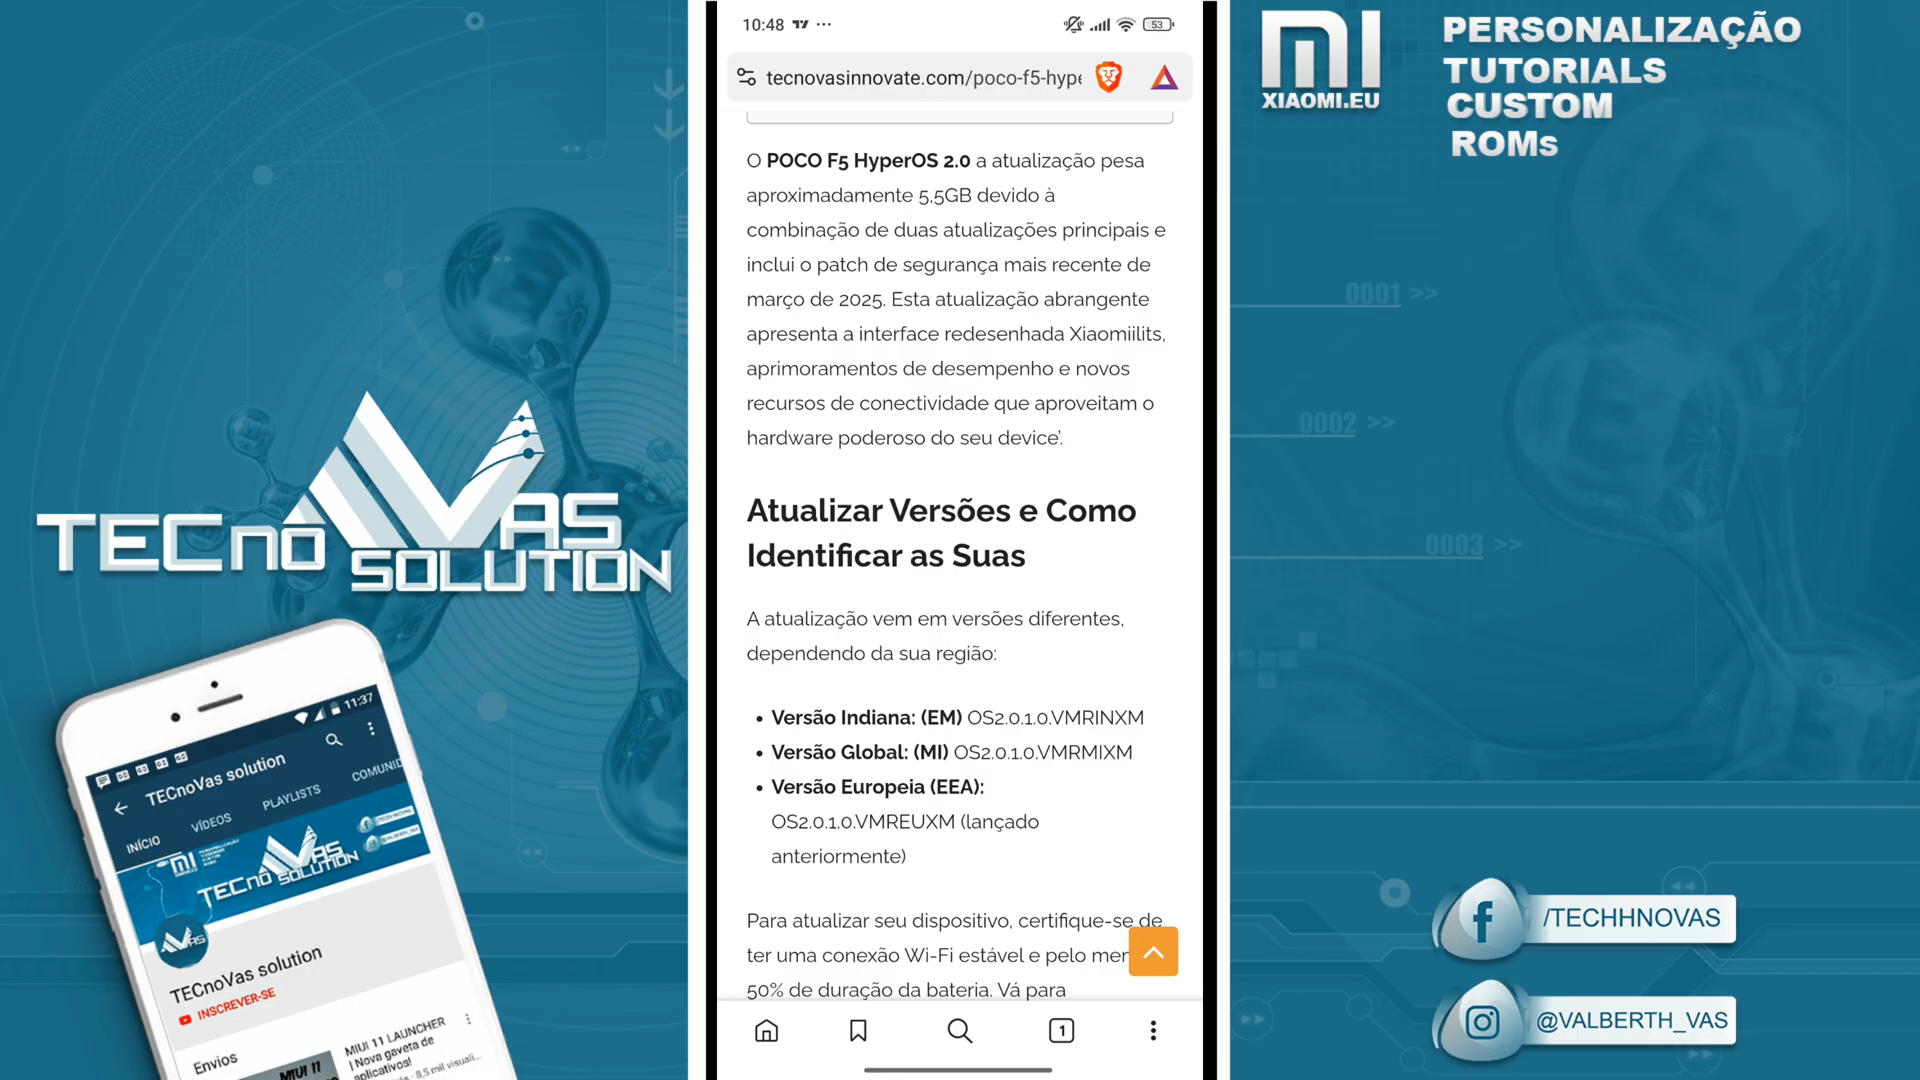 TECnoVAS
SOLUTION
11:37
TECnoVas solution
INÍCIO
VÍDEOS
PLAYLISTS
COMUNID
TECnoVAS
SOLUTION
TECnoVas solution
INSCREVER-SE
Envios
MIUI 11 LAUNCHER
| Nova gaveta de
aplicativos!
8,5 mil visuali...
MIUI 11
10:48
53
tecnovasinnovate.com/poco-f5-hype
O POCO F5 HyperOS 2.0 a atualização pesa
aproximadamente 5,5GB devido à
combinação de duas atualizações principais e
inclui o patch de segurança mais recente de
março de 2025. Esta atualização abrangente
apresenta a interface redesenhada Xiaomiilits,
aprimoramentos de desempenho e novos
recursos de conectividade que aproveitam o
hardware poderoso do seu device'.
Atualizar Versões e Como
Identificar as Suas
A atualização vem em versões diferentes,
dependendo da sua região:
• Versão Indiana: (EM) OS2.0.1.0.VMRINXM
• Versão Global: (MI) OS2.0.1.0.VMRMIXM
• Versão Europeia (EEA):
OS2.0.1.0.VMREUXM (lançado
anteriormente)
Para atualizar seu dispositivo, certifique-se de
ter uma conexão Wi-Fi estável e pelo mer
50% de duração da bateria. Vá para
1
MI
XIAOMI.EU
PERSONALIZAÇÃO
TUTORIALS
CUSTOM
ROMs
0001 >>
0002 >>
0003 >>
/TECHHNOVAS
@VALBERTH_VAS